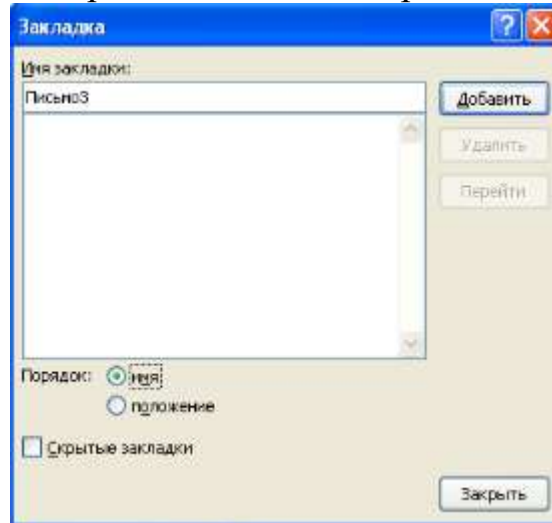 Закладка
Имя закладки:
Письмо3
Добавить
Удалить
Перейти
Порядок: имя
положение
Скрытые закладки
Закрыть